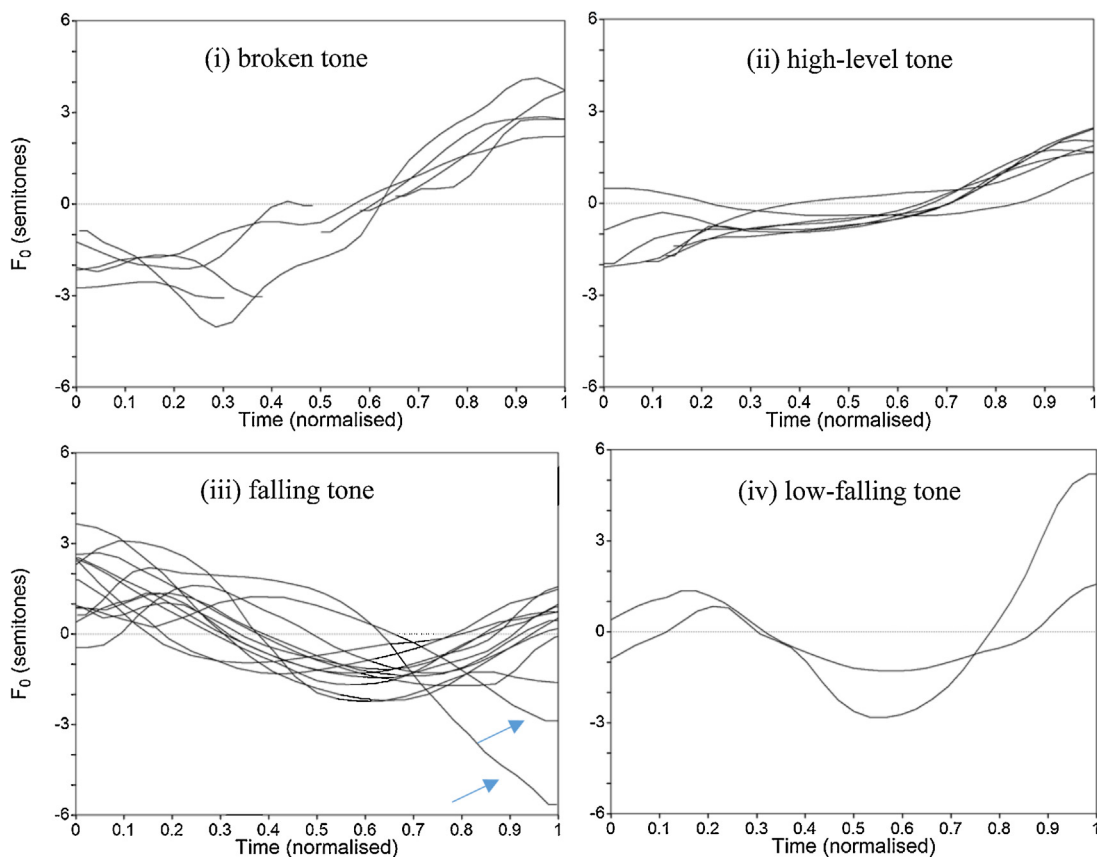 (i) broken tone
F0 (semitones)
6
3
0
-3
-6
0 0.1 0.2 0.3 0.4 0.5 0.6 0.7 0.8 0.9 1
Time (normalised)
(ii) high-level tone
6
3
0
-3
-6
0 0.1 0.2 0.3 0.4 0.5 0.6 0.7 0.8 0.9 1
Time (normalised)
(iii) falling tone
F0 (semitones)
6
3
0
-3
-6
0 0.1 0.2 0.3 0.4 0.5 0.6 0.7 0.8 0.9 1
Time (normalised)
(iv) low-falling tone
6
3
0
-3
-6
0 0.1 0.2 0.3 0.4 0.5 0.6 0.7 0.8 0.9 1
Time (normalised)